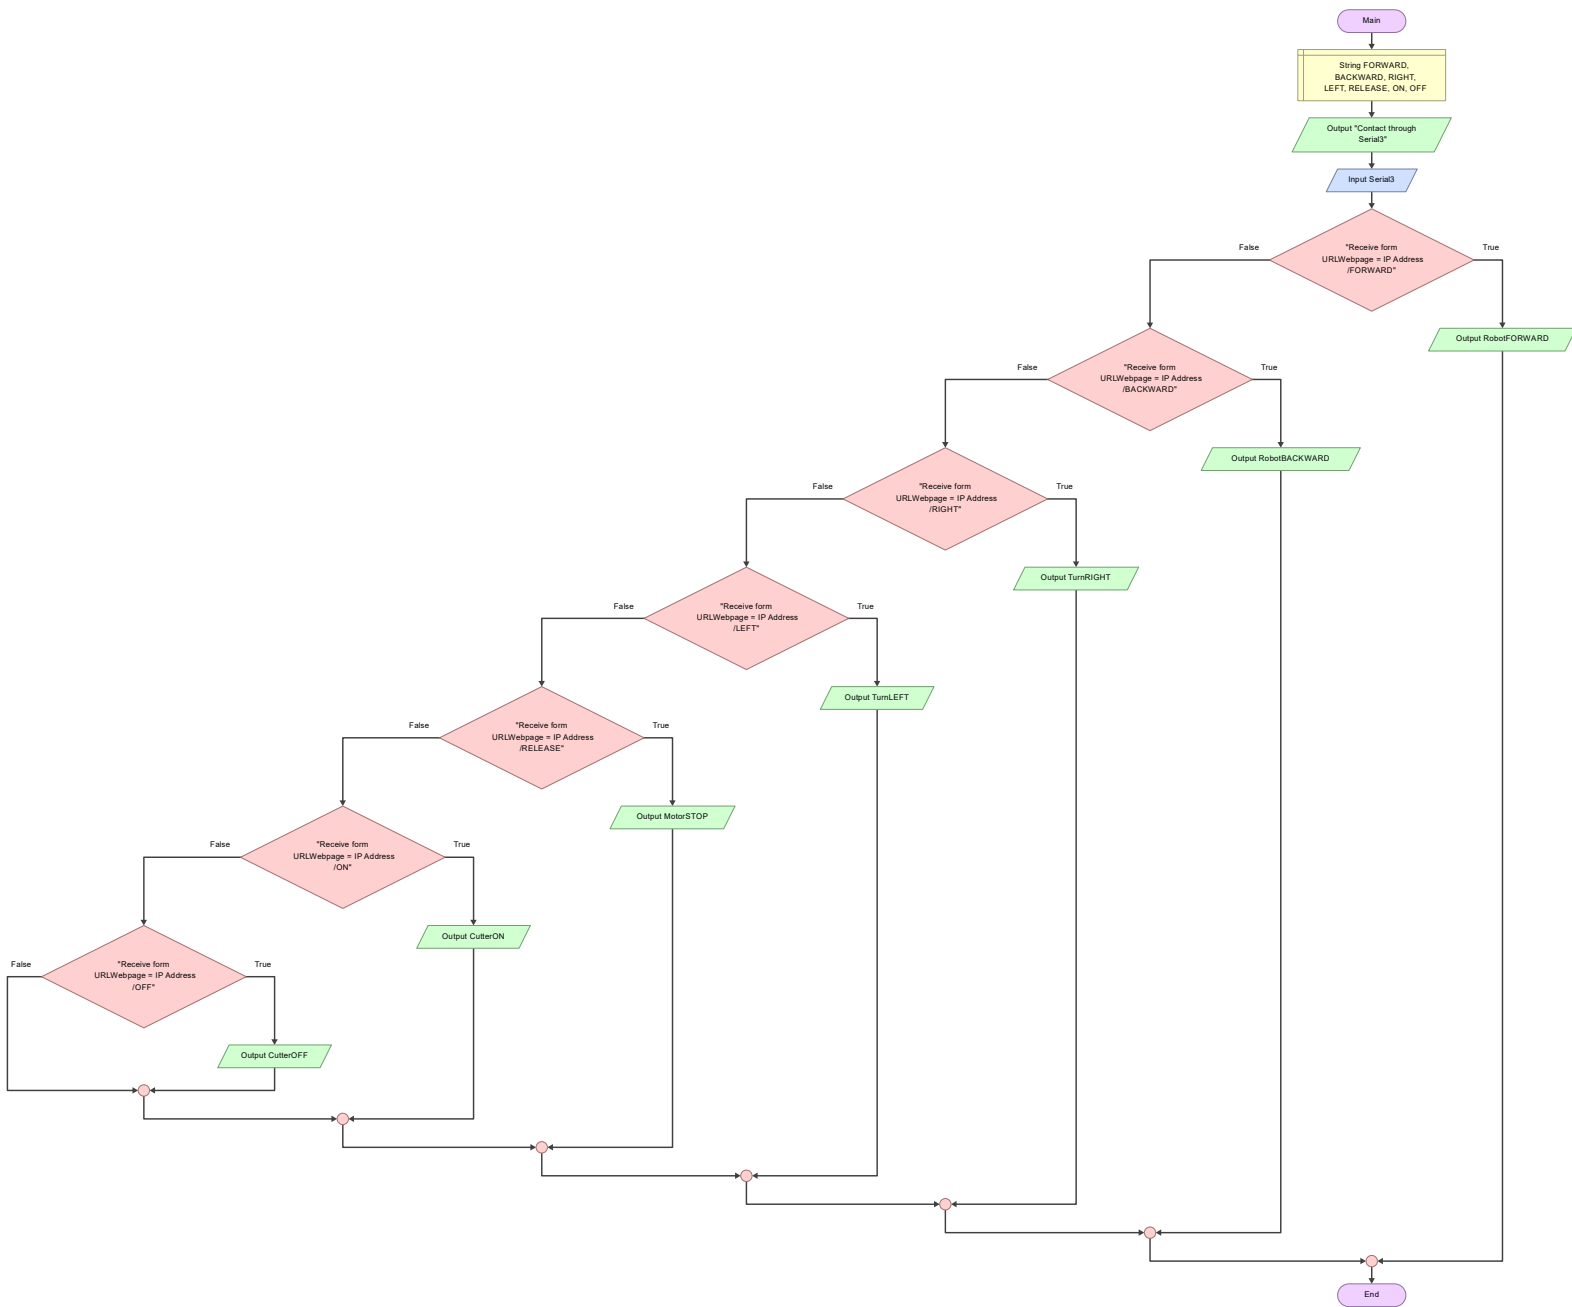 Main
String FORWARD,
BACKWARD, RIGHT,
LEFT, RELEASE, ON, OFF
Output "Contact through
Serial3"
Input Serial3
False
"Receive form
URLWebpage = IP Address
/FORWARD"
True
Output RobotFORWARD
False
"Receive form
URLWebpage = IP Address
/BACKWARD"
True
Output RobotBACKWARD
False
"Receive form
URLWebpage = IP Address
/RIGHT"
True
Output TurnRIGHT
False
"Receive form
URLWebpage = IP Address
/LEFT"
True
Output TurnLEFT
False
"Receive form
URLWebpage = IP Address
/RELEASE"
True
Output MotorSTOP
False
"Receive form
URLWebpage = IP Address
/ON"
True
Output CutterON
False
"Receive form
URLWebpage = IP Address
/OFF"
True
Output CutterOFF
End